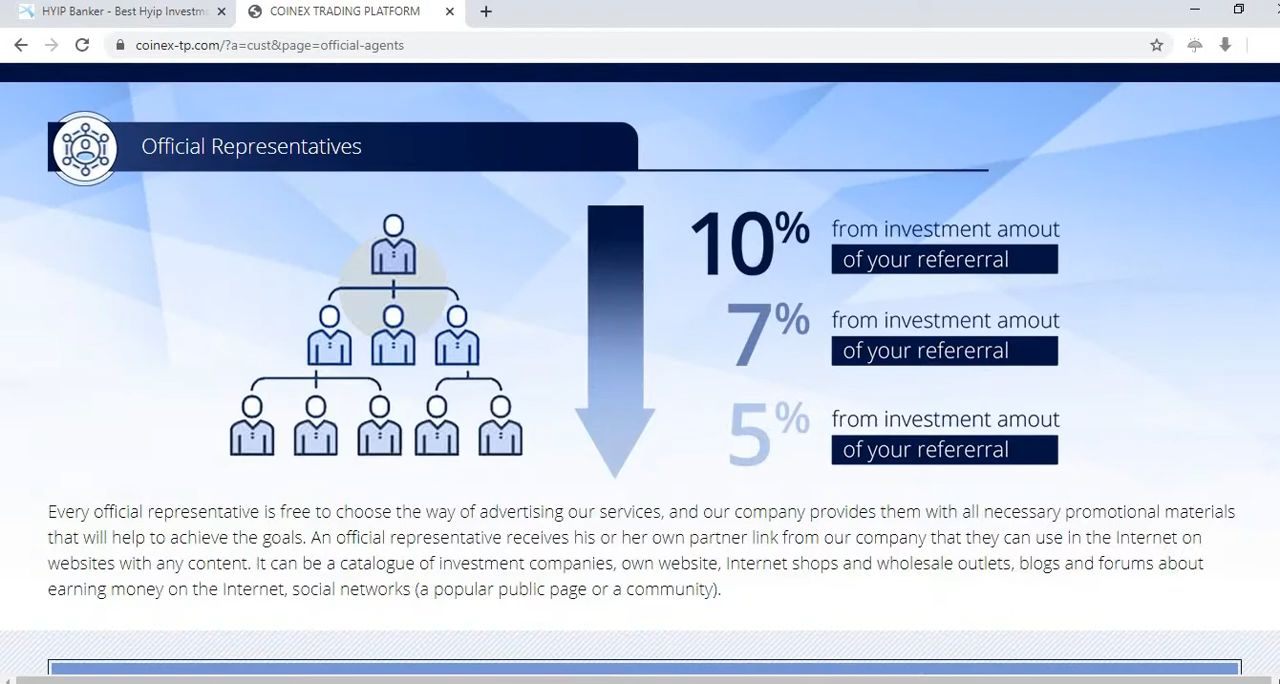 HYIP Banker - Best Hyip Investm
COINEX TRADING PLATFORM
coinex-tp.com/?a=cust&page=official-agents
Official Representatives
10% from investment amout
of your refererral
7% from investment amout
of your refererral
5% from investment amout
of your refererral
Every official representative is free to choose the way of advertising our services, and our company provides them with all necessary promotional materials
that will help to achieve the goals. An official representative receives his or her own partner link from our company that they can use in the Internet on
websites with any content. It can be a catalogue of investment companies, own website, Internet shops and wholesale outlets, blogs and forums about
earning money on the Internet, social networks (a popular public page or a community).